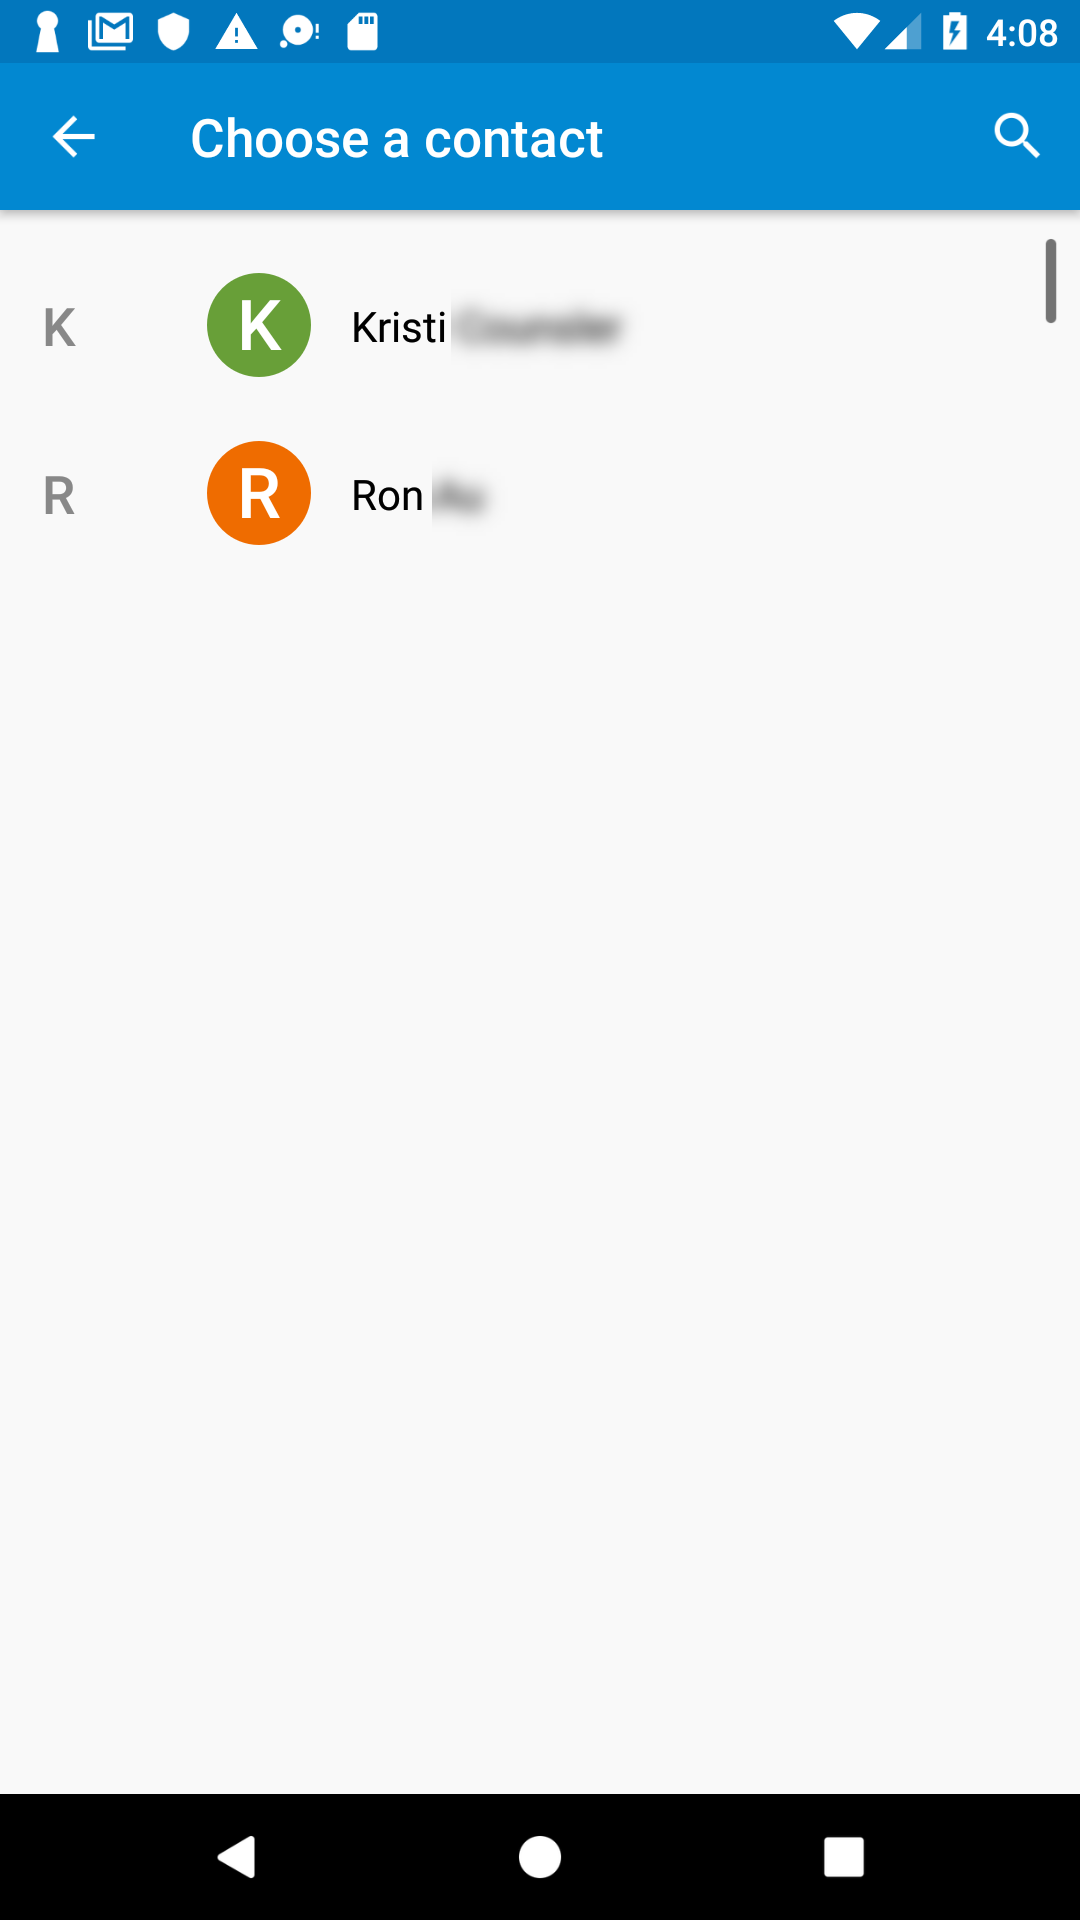 4:08
Choose a contact
K K Kristi
R R Ron